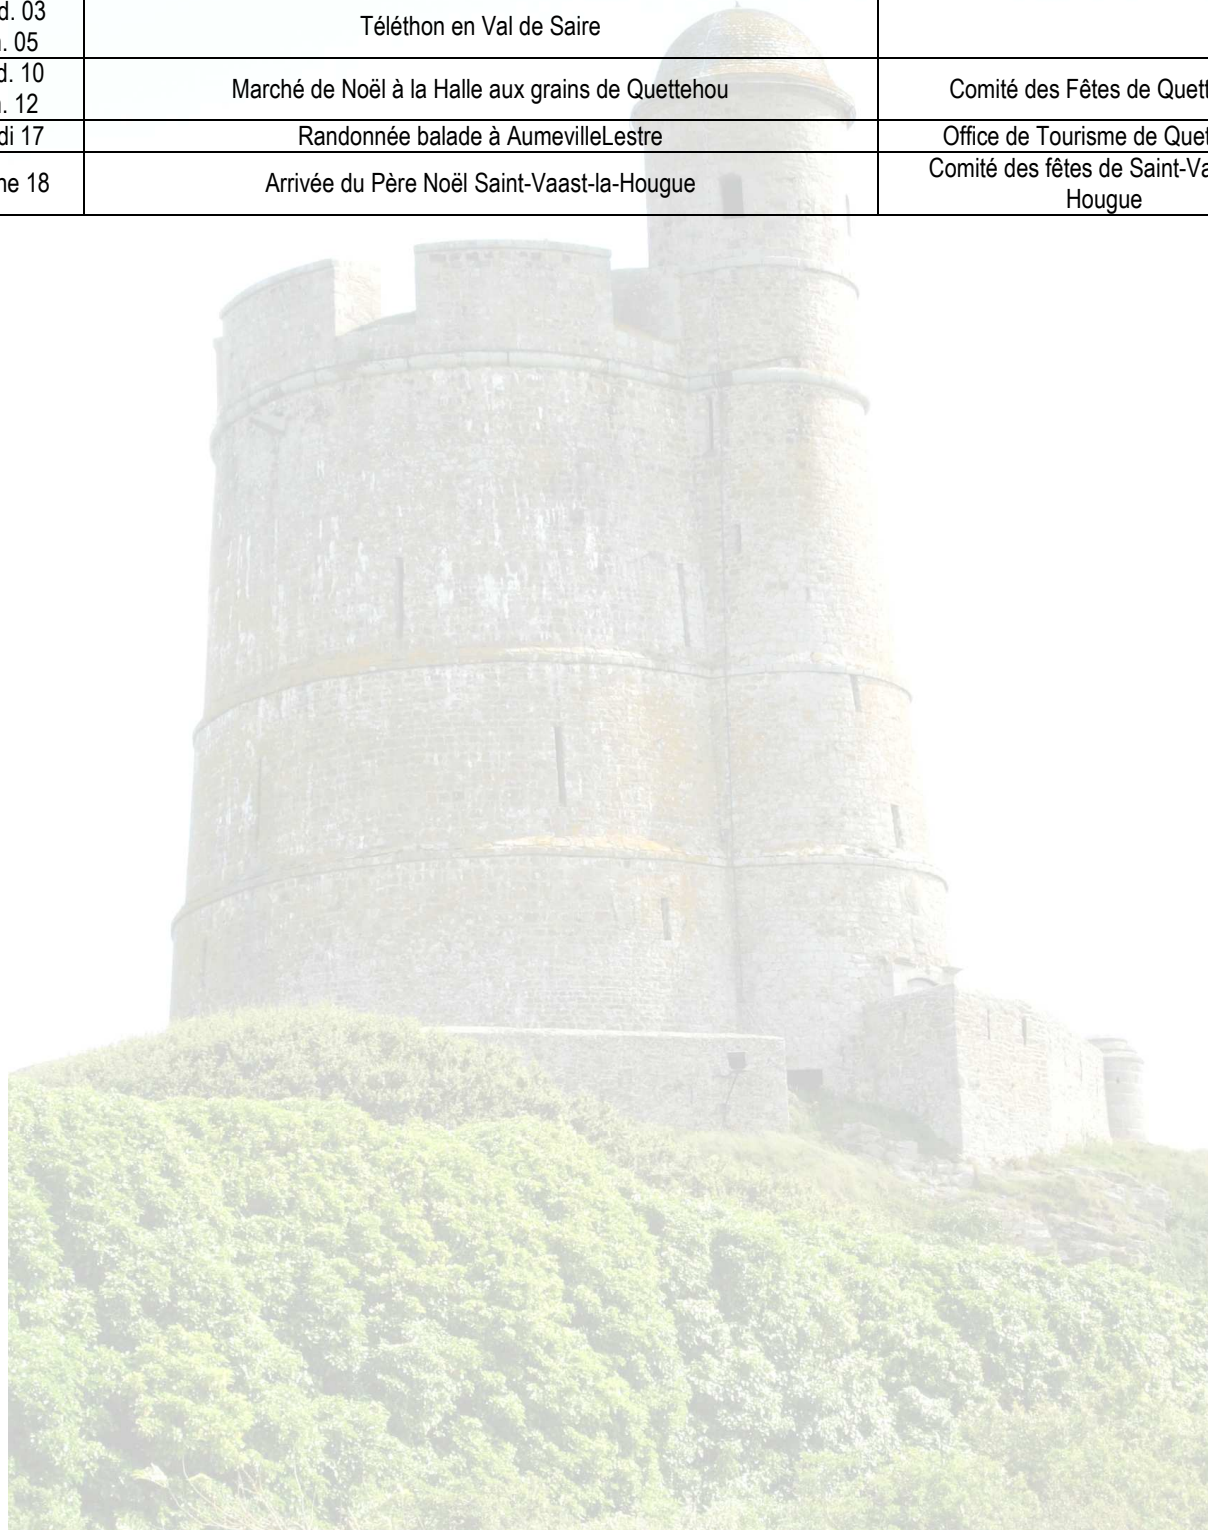 d. 03
. 05
Téléthon en Val de Saire
d. 10
. 12
Marché de Noël à la Halle aux grains de Quettehou
Comité des Fêtes de Quett
di 17
Randonnée balade à AumevilleLestre
Office de Tourisme de Quet
ne 18
Arrivée du Père Noël Saint-Vaast-la-Hougue
Comité des fêtes de Saint-Va
Hougue